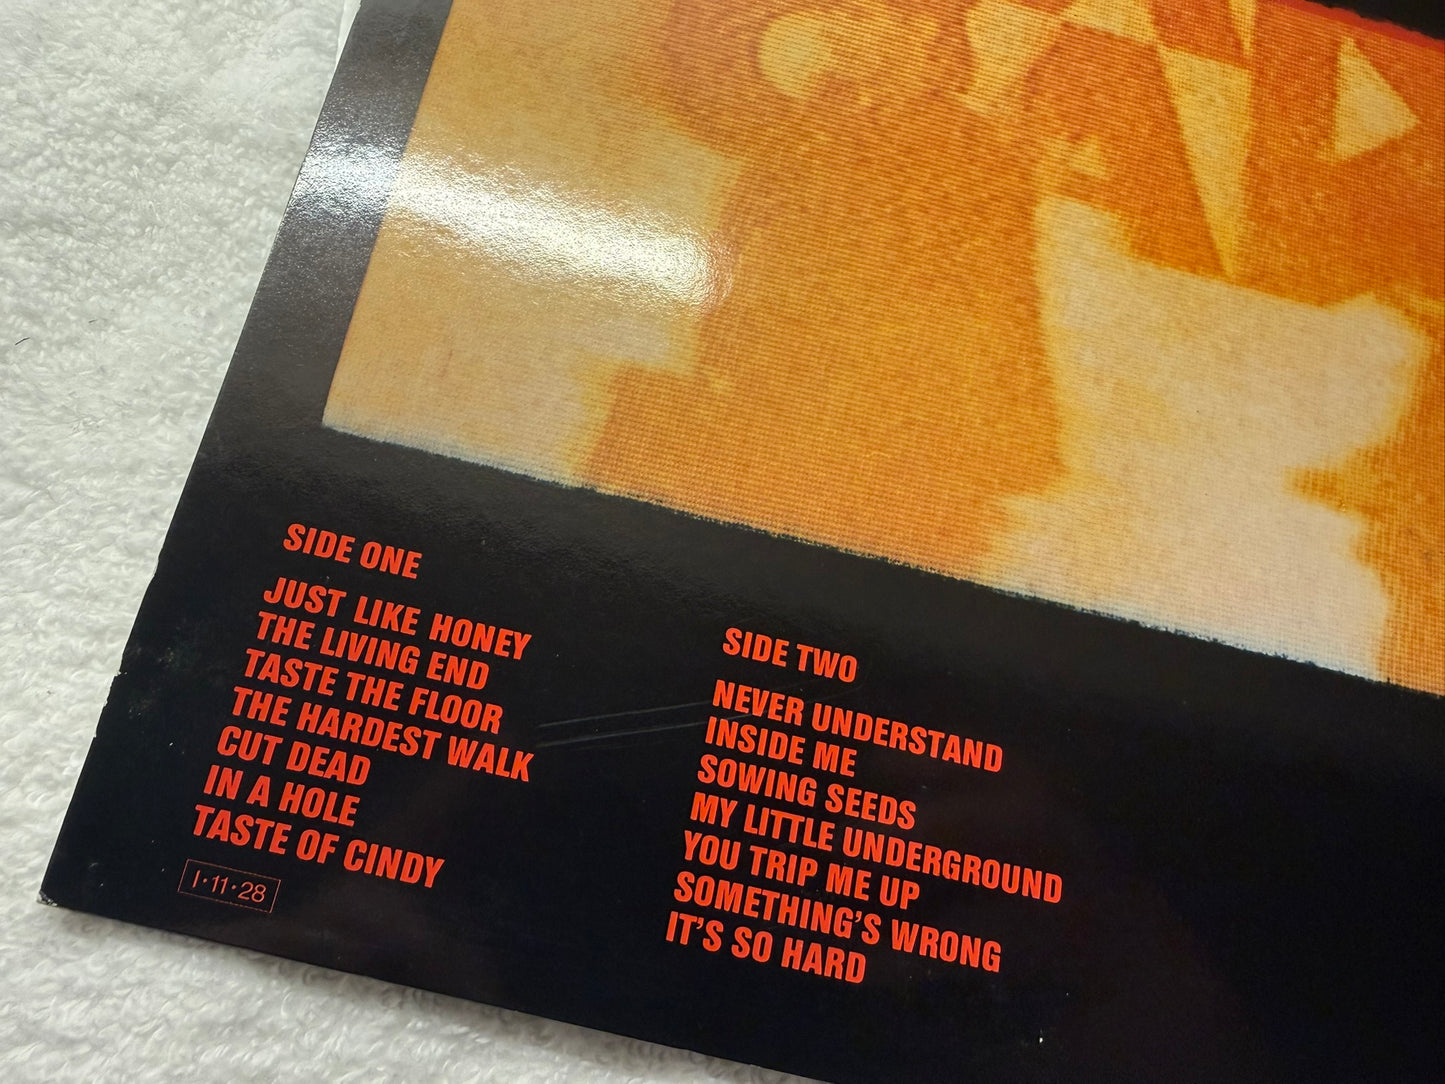 SIDE ONE
JUST LIKE HONEY
THE LIVING END
TASTE THE FLOOR
THE HARDEST WALK
CUT DEAD
IN A HOLE
TASTE OF CINDY
1·11·28
SIDE TWO
NEVER UNDERSTAND
INSIDE ME
SOWING SEEDS
MY LITTLE UNDERGROUND
YOU TRIP ME UP
SOMETHING'S WRONG
IT'S SO HARD